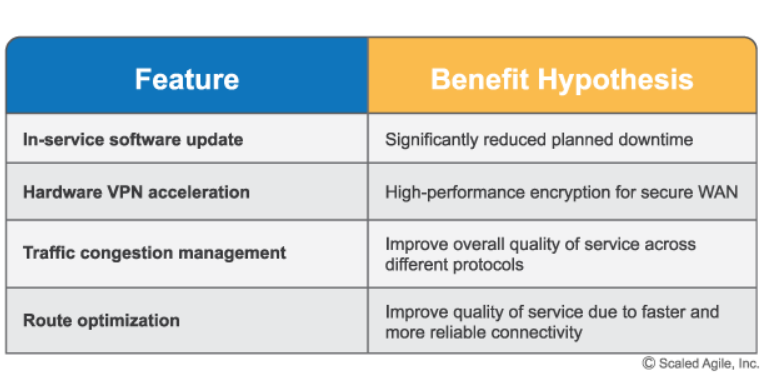 Feature
Benefit Hypothesis
In-service software update
Significantly reduced planned downtime
Hardware VPN acceleration
High-performance encryption for secure WAN
Traffic congestion management
Improve overall quality of service across
different protocols
Route optimization
Improve quality of service due to faster and
more reliable connectivity
© Scaled Agile, Inc.